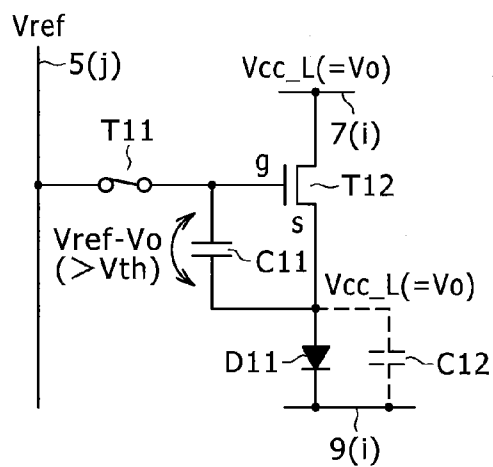 Vref
5(j)
Vcc_L(=Vo)
T11
7(i)
g
T12
s
Vref-Vo
(>Vth)
C11
Vcc_L(=Vo)
D11
C12
9(i)